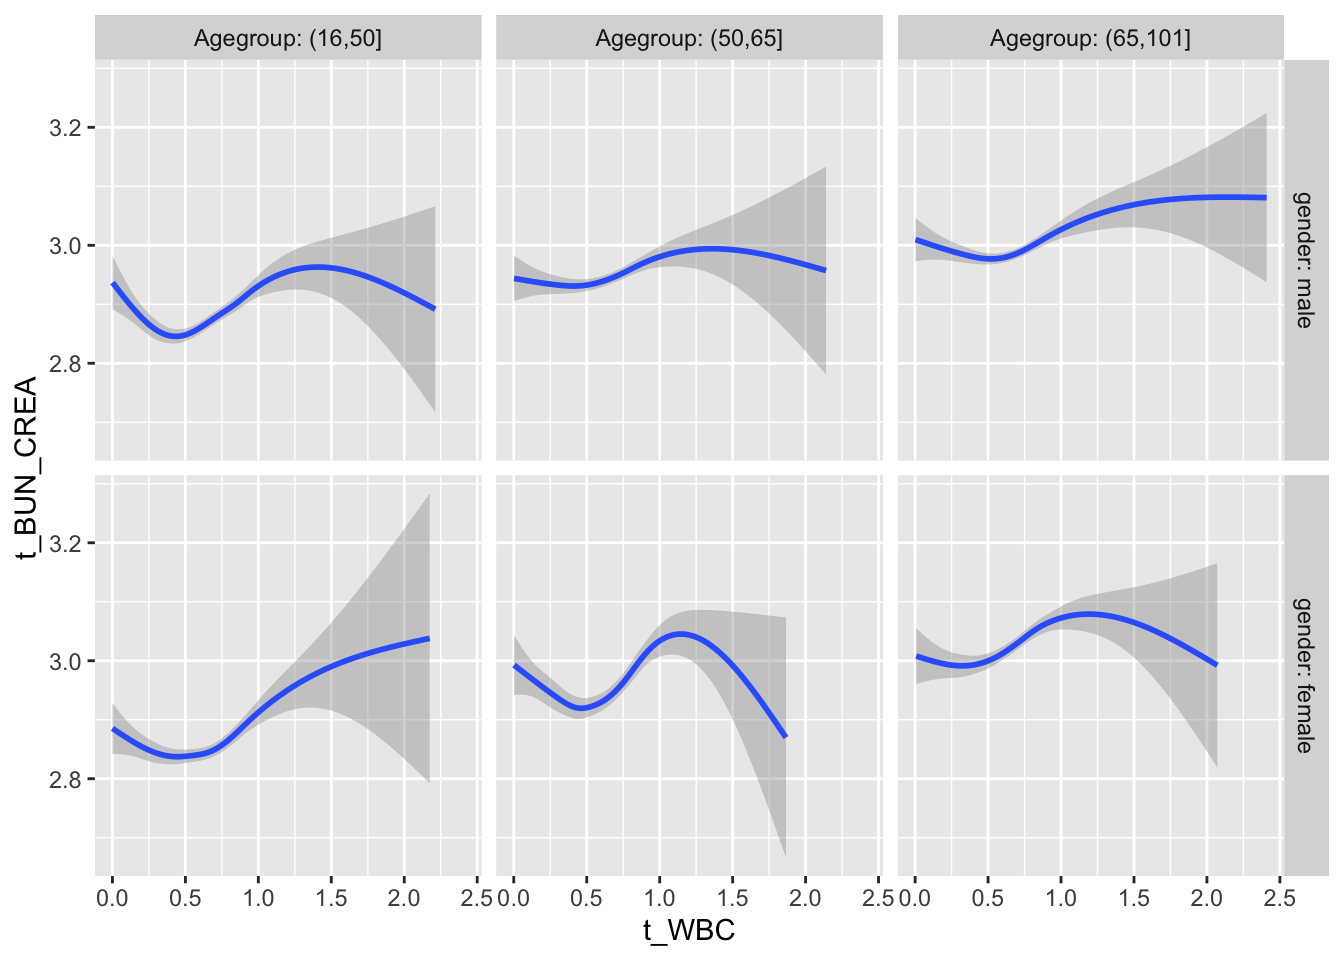 Agegroup: (16,50]
Agegroup: (50,65]
Agegroup: (65,101]
3.2
3.0
2.8
gender: male
t_BUN_CREA
3.2
3.0
2.8
gender: female
0.0 0.5 1.0 1.5 2.0 2.5
0.0 0.5 1.0 1.5 2.0 2.5
0.0 0.5 1.0 1.5 2.0 2.5
t_WBC